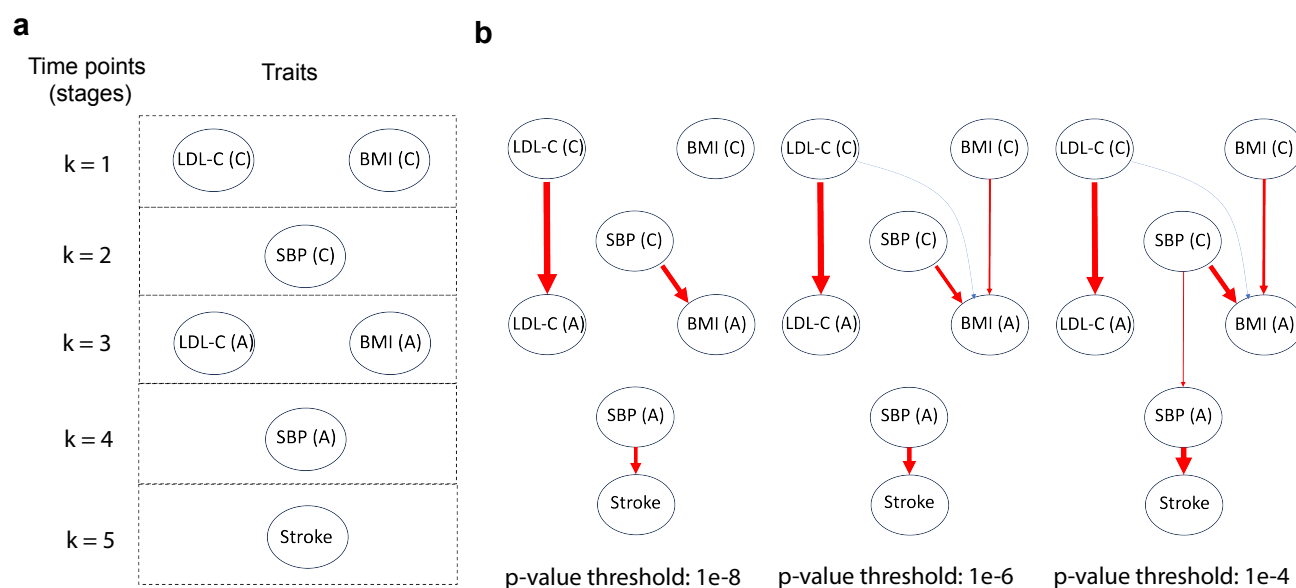 a
Time points
(stages)
Traits
k = 1
LDL-C (C)
BMI (C)
k = 2
SBP (C)
k = 3
LDL-C (A)
BMI (A)
k = 4
SBP (A)
k = 5
Stroke
b
LDL-C (C)
BMI (C)
SBP (C)
LDL-C (A)
BMI (A)
SBP (A)
Stroke
p-value threshold: 1e-8
LDL-C (C)
BMI (C)
SBP (C)
LDL-C (A)
BMI (A)
SBP (A)
Stroke
p-value threshold: 1e-6
LDL-C (C)
BMI (C)
SBP (C)
LDL-C (A)
BMI (A)
SBP (A)
Stroke
p-value threshold: 1e-4